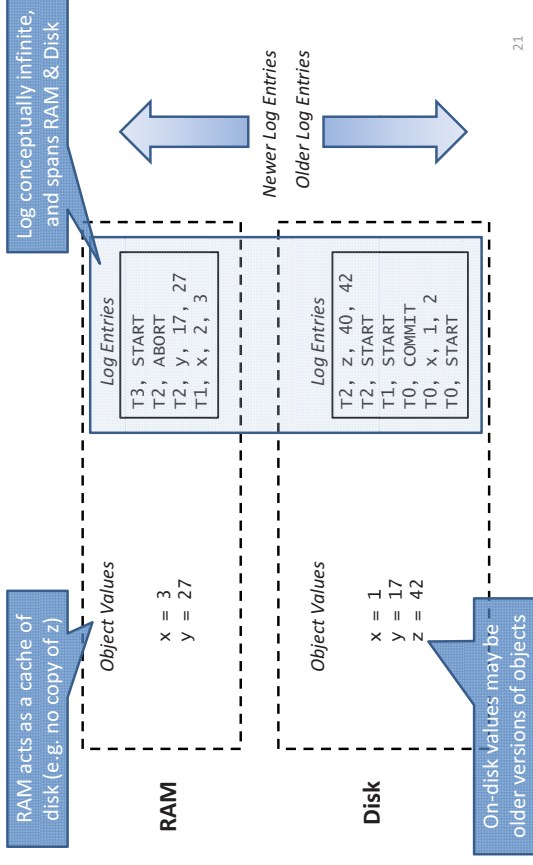 RAM acts as a cache of
disk (e.g. no copy of z)
Log conceptually infinite,
and spans RAM & Disk
RAM
Object Values
x = 3
y = 27
Log Entries
T3, START
T2, ABORT
T2, y, 17, 27
T1, x, 2, 3
Newer Log Entries
Older Log Entries
Disk
Object Values
x = 1
y = 17
z = 42
Log Entries
T2, z, 40, 42
T2, START
T1, START
T0, COMMIT
T0, x, 1, 2
T0, START
On-disk values may be
older versions of objects
21